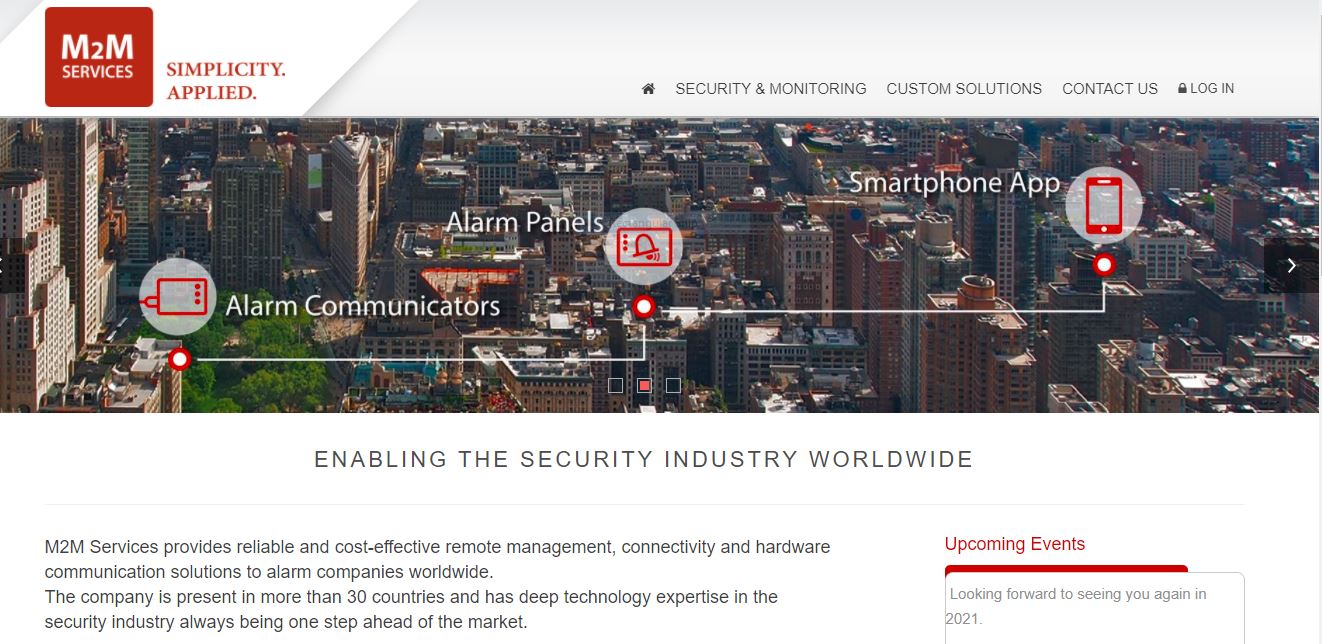 M2M
SERVICES
SIMPLICITY.
APPLIED.
SECURITY & MONITORING
CUSTOM SOLUTIONS
CONTACT US
LOG IN
Smartphone App
Alarm Panels
Alarm Communicators
ENABLING THE SECURITY INDUSTRY WORLDWIDE
M2M Services provides reliable and cost-effective remote management, connectivity and hardware
communication solutions to alarm companies worldwide.
The company is present in more than 30 countries and has deep technology expertise in the
security industry always being one step ahead of the market.
Upcoming Events
Looking forward to seeing you again in
2021.